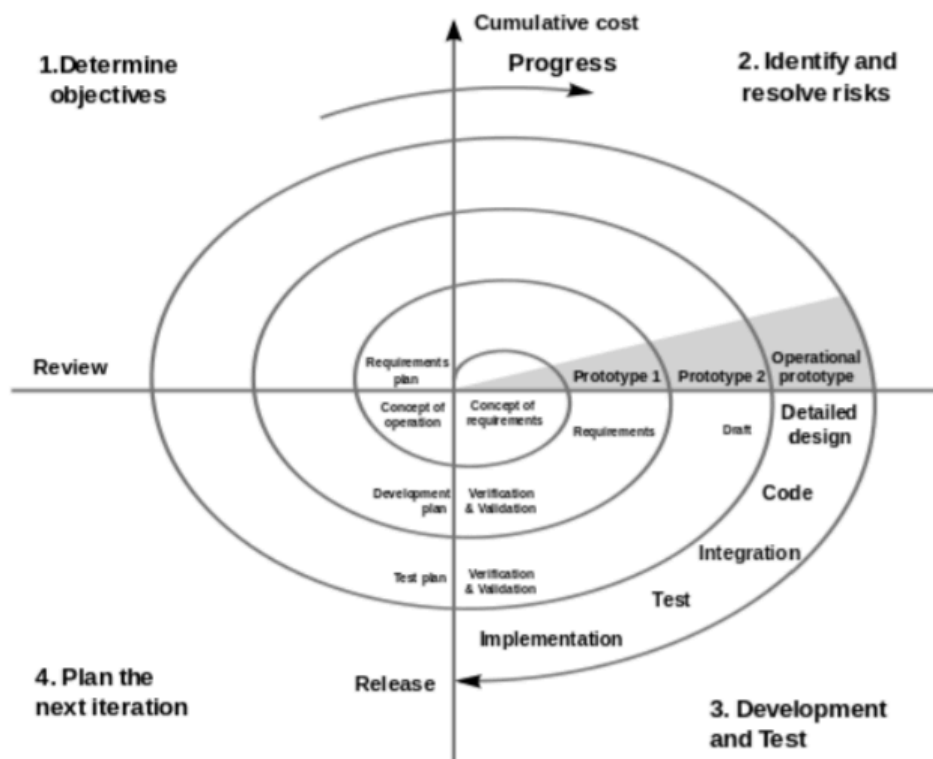 Cumulative cost
Progress
1.Determine
objectives
2. Identify and
resolve risks
Review
Requirements
plan
Prototype 1
Prototype 2
Operational
prototype
Concept of
operation
Concept of
requirements
Requirements
Draft
Detailed
design
Code
Integration
Test
Implementation
Development
plan
Verification
& Validation
Test plan
Verification
& Validation
Release
4. Plan the
next iteration
3. Development
and Test